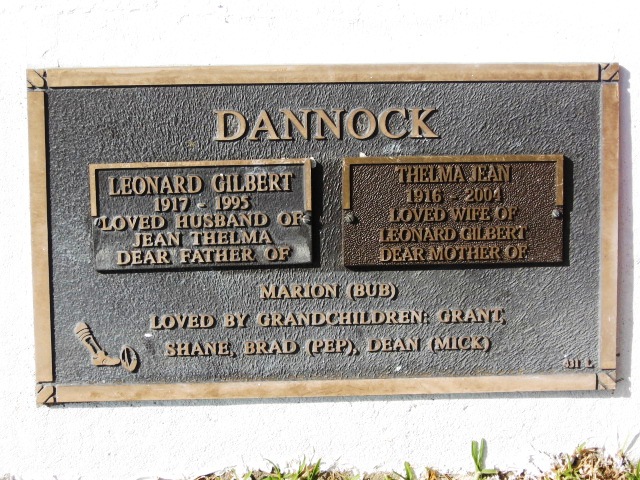 DANNOCK
LEONARD GILBERT
1917 - 1995
LOVED HUSBAND OF
JEAN THELMA
DEAR FATHER OF
THELMA JEAN
1916 - 2004
LOVED WIFE OF
LEONARD GILBERT
DEAR MOTHER OF
MARION (BUB)
LOVED BY GRANDCHILDREN: GRANT,
SHANE, BRAD (PEP), DEAN (MICK)